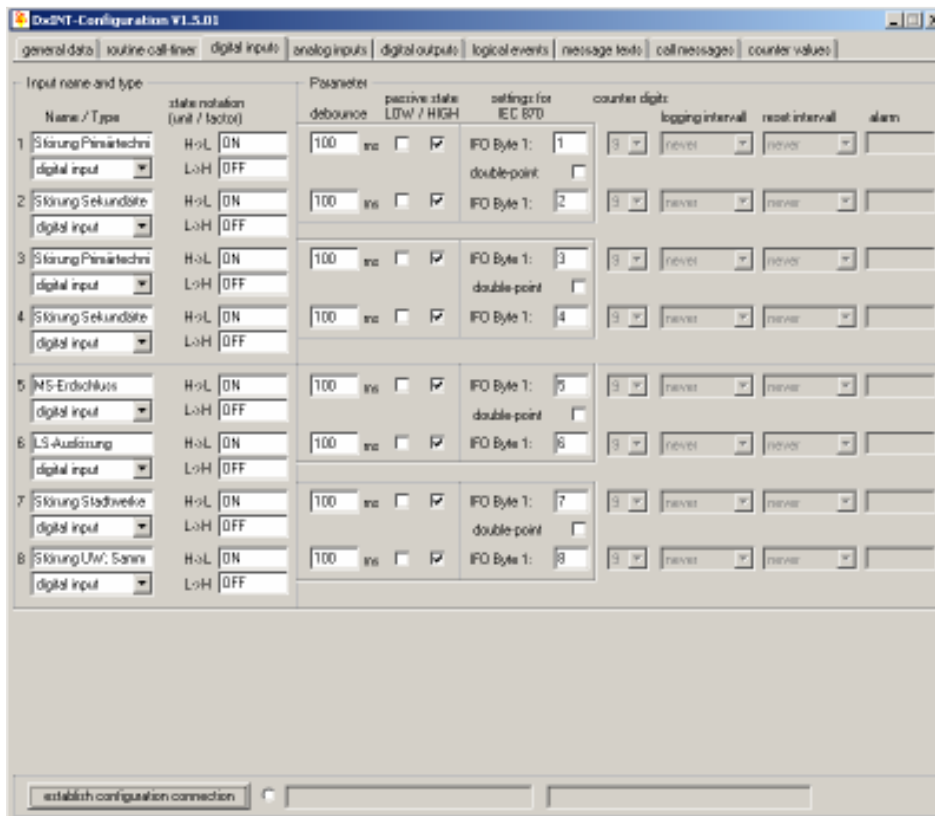 DxINT-Configuration V1.5.01
general data routine call-timer digital inputs analog inputs digital outputs logical events message texts call messages counter values
Input name and type Parameter
state notation passive state settings for counter digits
Name / Type (unit / factor) debounce LOW / HIGH IEC 870 logging intervall reset intervall alarm
1 Störung Primärtechni H->L ON 100 ms IFO Byte 1: 1 9 never never
digital input L->H OFF double-point
2 Störung Sekundärte H->L ON 100 ms IFO Byte 1: 2 9 never never
digital input L->H OFF
3 Störung Primärtechni H->L ON 100 ms IFO Byte 1: 3 9 never never
digital input L->H OFF double-point
4 Störung Sekundärte H->L ON 100 ms IFO Byte 1: 4 9 never never
digital input L->H OFF
5 MS-Erdschluss H->L ON 100 ms IFO Byte 1: 5 9 never never
digital input L->H OFF double-point
6 LS-Auslösung H->L ON 100 ms IFO Byte 1: 6 9 never never
digital input L->H OFF
7 Störung Stadtwerke H->L ON 100 ms IFO Byte 1: 7 9 never never
digital input L->H OFF double-point
8 Störung UW; Samm H->L ON 100 ms IFO Byte 1: 8 9 never never
digital input L->H OFF
establish configuration connection